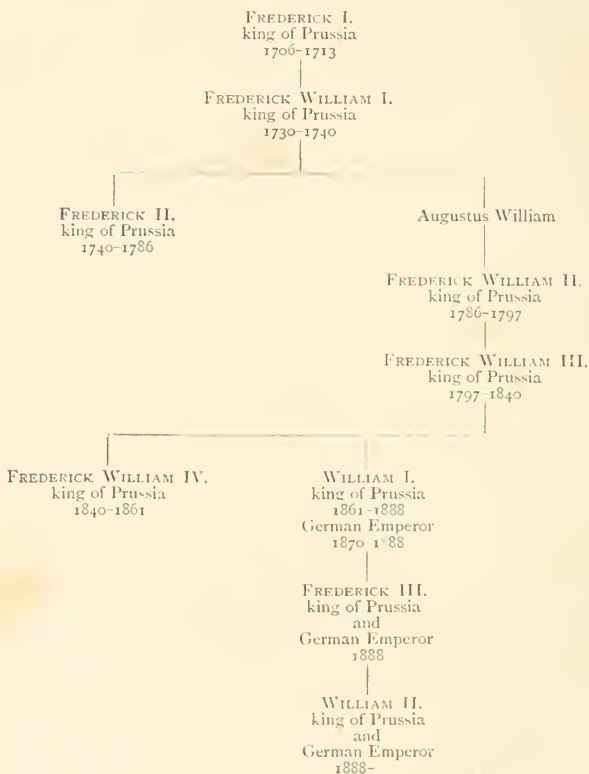 FREDERICK I.
king of Prussia
1706-1713
FREDERICK WILLIAM I.
king of Prussia
1730-1740
FREDERICK II.
king of Prussia
1740-1786
Augustus William
FREDERICK WILLIAM II.
king of Prussia
1786-1797
FREDERICK WILLIAM III.
king of Prussia
1797-1840
FREDERICK WILLIAM IV.
king of Prussia
1840-1861
WILLIAM I.
king of Prussia
1861-1888
German Emperor
1870 1888
FREDERICK III.
king of Prussia
and
German Emperor
1888
WILLIAM II.
king of Prussia
and
German Emperor
1888-